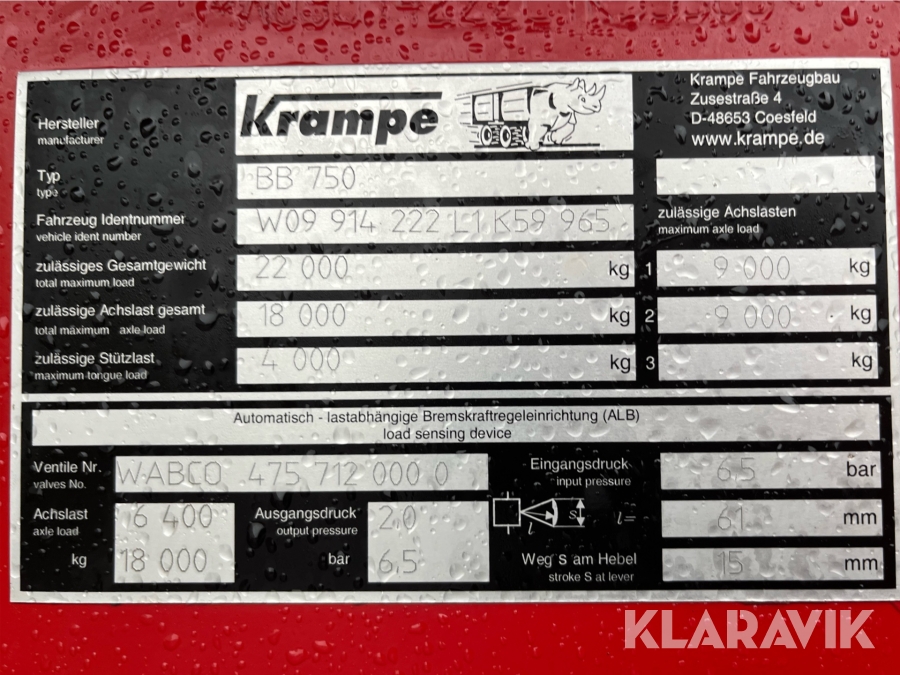 Krampe
Krampe Fahrzeugbau
Zusestraße 4
D-48653 Coesfeld
www.krampe.de
Hersteller
manufacturer
Typ
type
BB 750
Fahrzeug Identnummer
vehicle ident number
W09 914 222 L1 K59 965
zulässige Achslasten
maximum axle load
zulässiges Gesamtgewicht
total maximum load
22 000 kg
1 9 000 kg
zulässige Achslast gesamt
total maximum axle load
18 000 kg
2 9 000 kg
zulässige Stützlast
maximum tongue load
4 000 kg
3 kg
Automatisch - lastabhängige Bremskraftregeleinrichtung (ALB)
load sensing device
Ventile Nr.
valves No.
WABCO 475 712 000 0
Eingangsdruck
input pressure
6,5 bar
Achslast
axle load
kg
6 400
18 000
Ausgangsdruck
output pressure
bar
2,0
6,5
S
l
l=
61 mm
Weg S am Hebel
stroke S at lever
15 mm
KLARAVIK